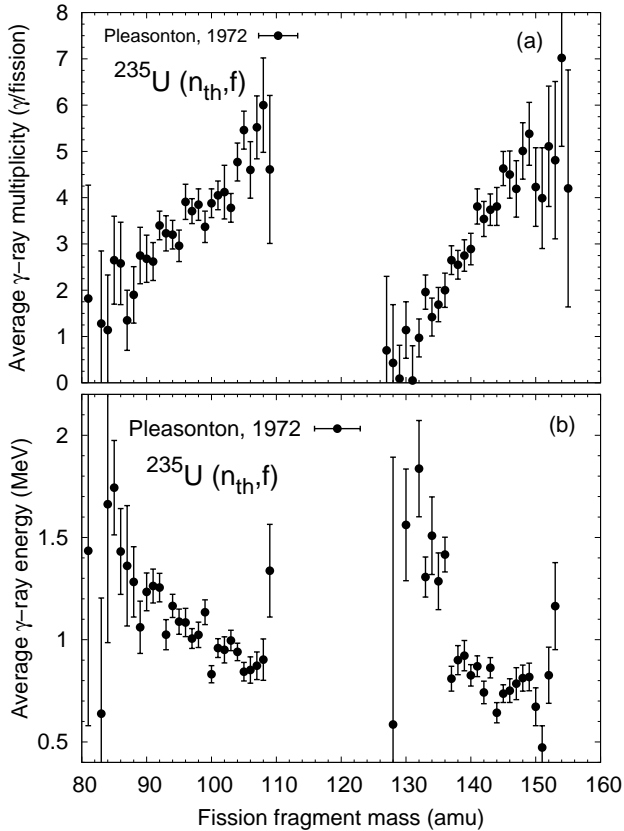 8
7
6
5
4
3
2
1
0
Average γ−ray multiplicity (γ/fission)
Pleasonton, 1972
(a)
235U (nth,f)
2
1.5
1
0.5
Average γ−ray energy (MeV)
Pleasonton, 1972
(b)
235U (nth,f)
80 90 100 110 120 130 140 150 160
Fission fragment mass (amu)